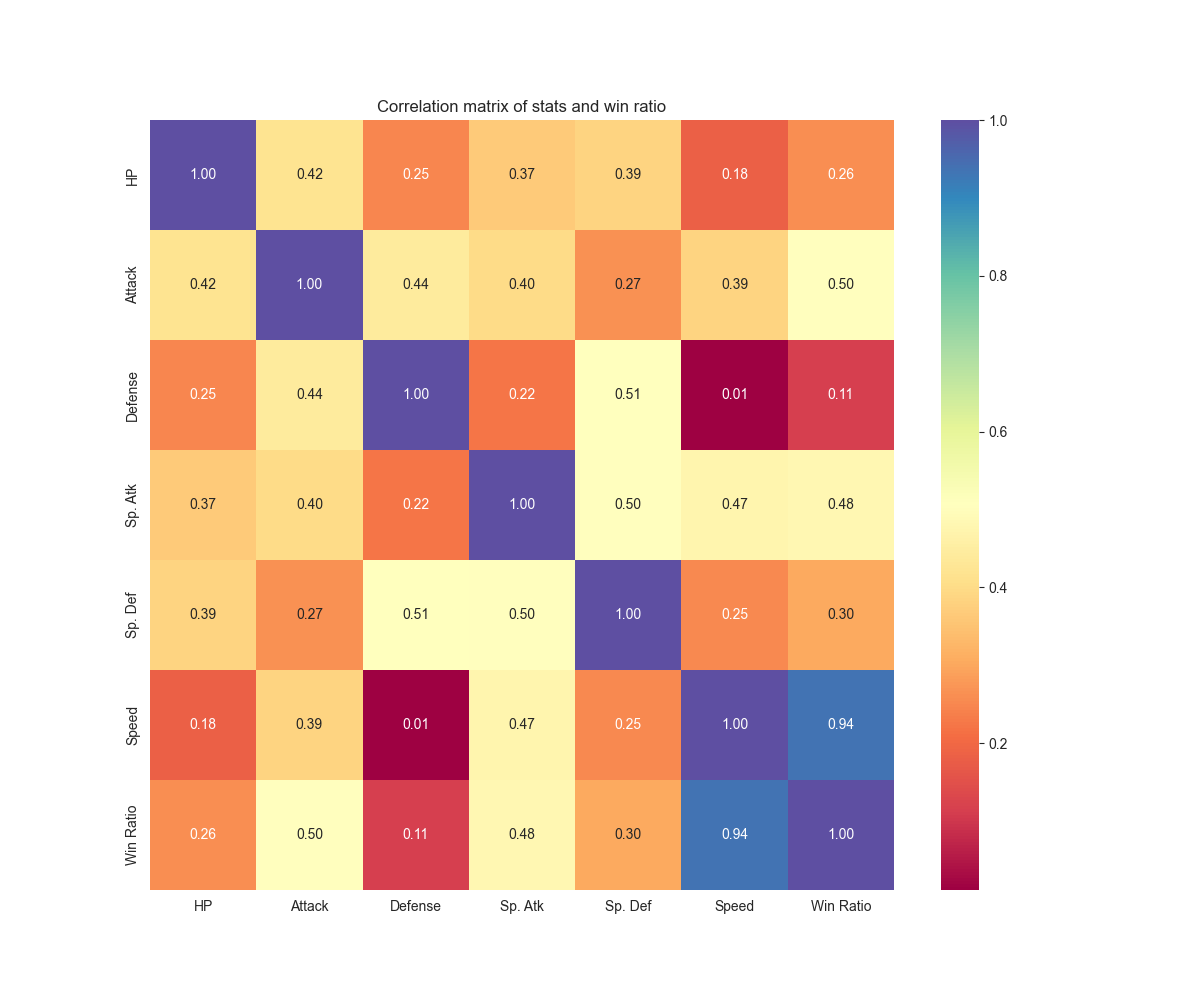 Correlation matrix of stats and win ratio
HP 1.00 0.42 0.25 0.37 0.39 0.18 0.26
Attack 0.42 1.00 0.44 0.40 0.27 0.39 0.50
Defense 0.25 0.44 1.00 0.22 0.51 0.01 0.11
Sp. Atk 0.37 0.40 0.22 1.00 0.50 0.47 0.48
Sp. Def 0.39 0.27 0.51 0.50 1.00 0.25 0.30
Speed 0.18 0.39 0.01 0.47 0.25 1.00 0.94
Win Ratio 0.26 0.50 0.11 0.48 0.30 0.94 1.00
HP Attack Defense Sp. Atk Sp. Def Speed Win Ratio
1.0
0.8
0.6
0.4
0.2